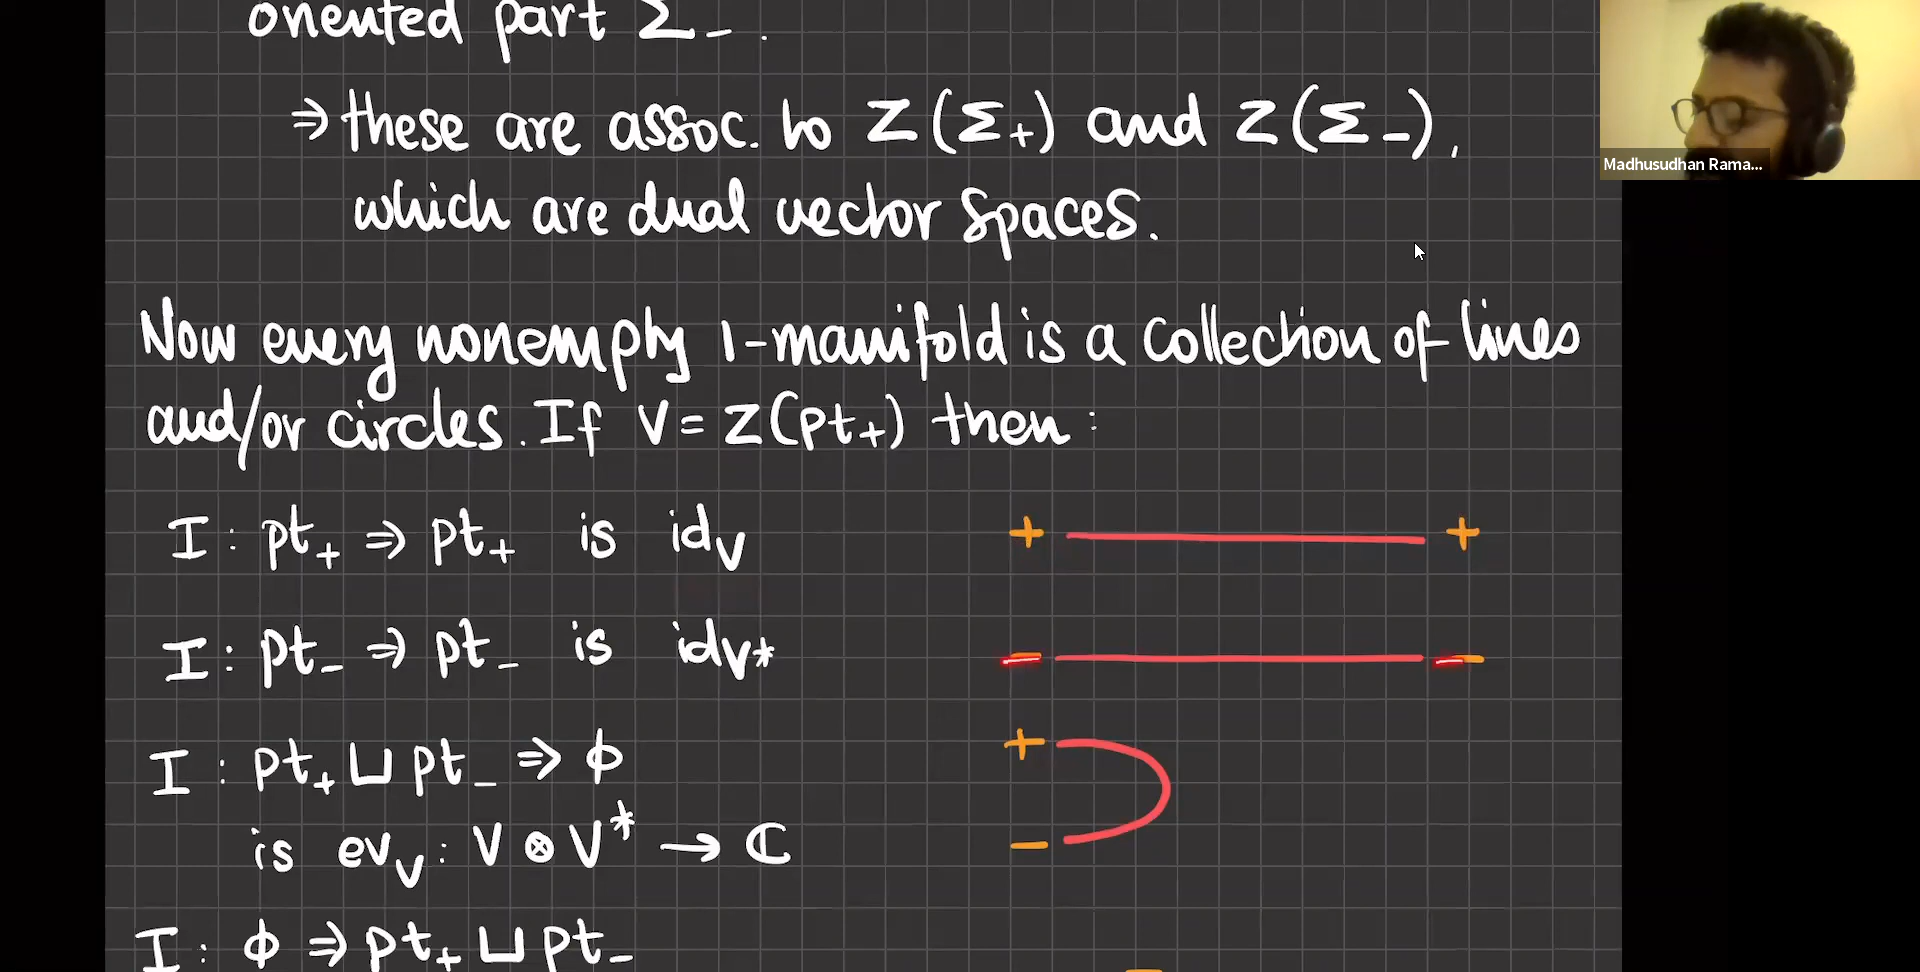 oriented part Σ_.
⇒ these are assoc. to Z(Σ₊) and Z(Σ₋),
which are dual vector spaces.
Madhusudhan Rama...
Now every nonempty 1-manifold is a collection of lines
and/or circles. If V = Z(pt₊) then:
I : pt₊ ⇒ pt₊ is id_V + +
I : pt₋ ⇒ pt₋ is id_V* − −
I : pt₊ ⊔ pt₋ ⇒ ϕ +
is ev_V : V ⊗ V* → ℂ −
I : ϕ ⇒ pt₊ ⊔ pt₋